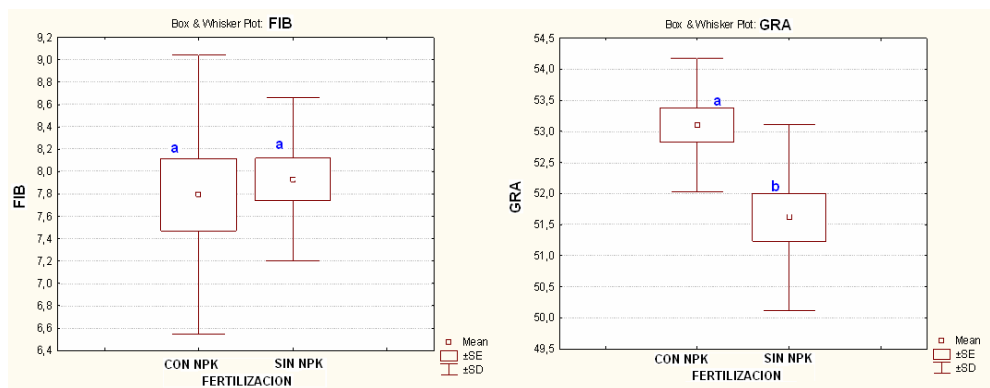 Box & Whisker Plot: FIB
9,2
9,0
8,8
8,6
8,4
8,2
8,0
7,8
7,6
7,4
7,2
7,0
6,8
6,6
6,4
FIB
a
a
CON NPK SIN NPK
FERTILIZACION
Mean
±SE
±SD
Box & Whisker Plot: GRA
54,5
54,0
53,5
53,0
52,5
52,0
51,5
51,0
50,5
50,0
49,5
GRA
a
b
CON NPK SIN NPK
FERTILIZACION
Mean
±SE
±SD